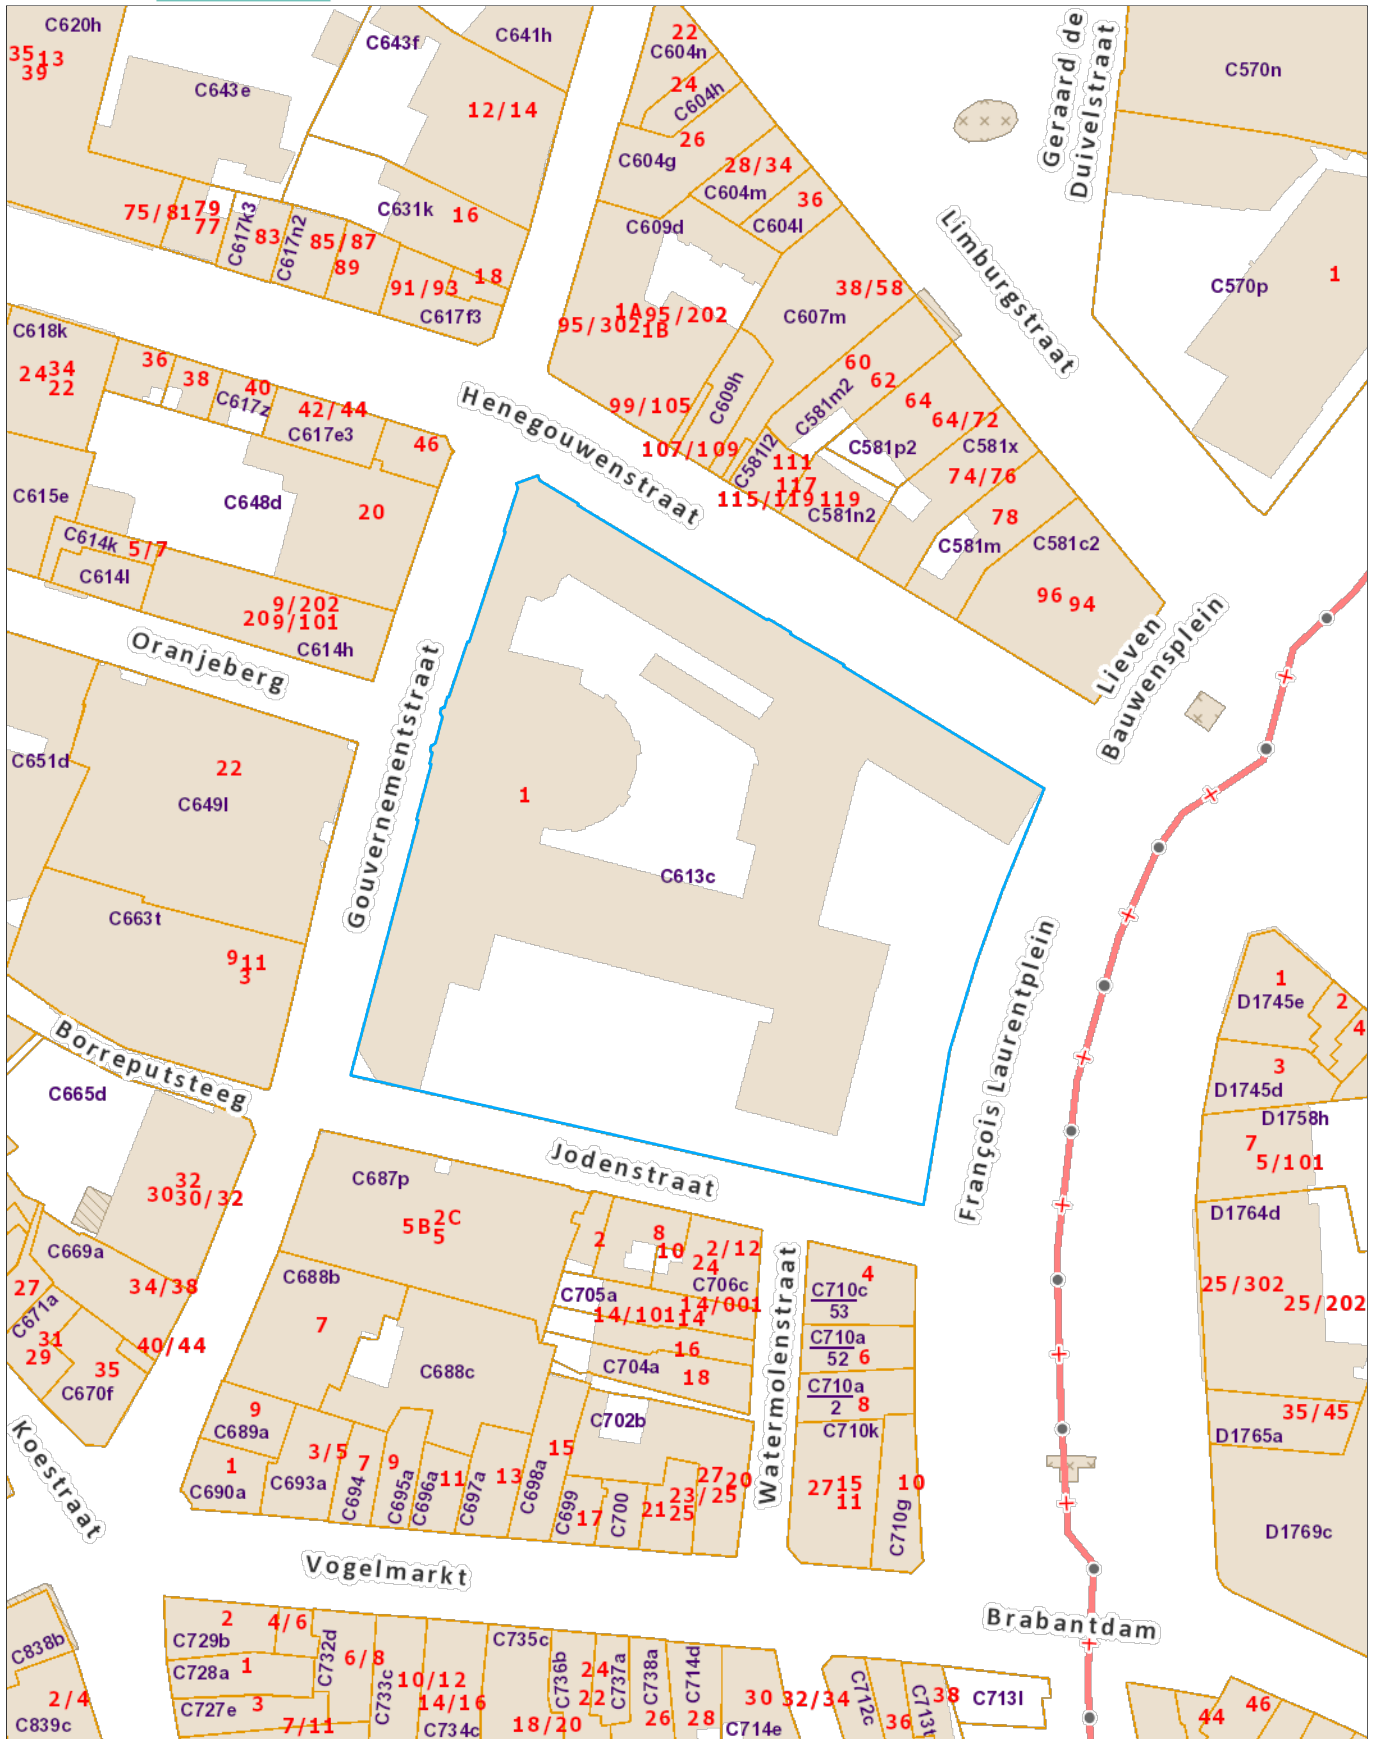 C620h
35 13
39
C643e
C643f
C641h
12/14
22
C604n
24
C604h
26
C604g
28/34
C604m
36
C604l
Geraard de
Duivelstraat
C570n
C570p
1
75/81
79
77
C617k3
83
C617n2
85/87
89
C631k
16
91/93
18
C617f3
C609d
1A
95/202
95/302
1B
38/58
C607m
Limburgstraat
C618k
24 34
22
36
38
40
C617z
42/44
C617e3
46
Henegouwenstraat
99/105
C609h
107/109
60
62
C581m2
64
64/72
C581p2
C581x
C581l2
111
117
115/119
119
C581n2
74/76
78
C581m
C581c2
96
94
C615e
C648d
20
C614k
5/7
C614l
9/202
20
9/101
C614h
Oranjeberg
Lieven
Bauwensplein
Gouvernementstraat
C651d
22
C649l
1
C613c
C663t
9 11
3
François Laurentplein
1
D1745e
2
4
3
D1745d
D1758h
7
5/101
D1764d
25/302
25/202
35/45
D1765a
D1769c
Borreputsteeg
C665d
32
30
30/32
C669a
34/38
27
C671a
31
29
35
C670f
40/44
Jodenstraat
C687p
5B
2C
5
C688b
7
C688c
2
8
10
2/12
24
C706c
C705a
14/001
14/101
14
16
C704a
18
C702b
Watermolenstraat
4
C710c
53
C710a
52
6
C710a
2
8
C710k
27
15
11
10
C710g
9
C689a
1
C690a
3/5
C693a
7
C694
9
C695a
C696a
11
C697a
13
C698a
15
C699
17
C700
21
27
20
23/25
25
Koestraat
Vogelmarkt
Brabantdam
C838b
2/4
C839c
2
C729b
4/6
C728a
1
C727e
3
7/11
C732d
6/8
C733c
10/12
14/16
C734c
C735c
18/20
C736b
24
22
C737a
C738a
26
C714d
28
30
C714e
32/34
C712c
36
C713t
38
C713l
44
46